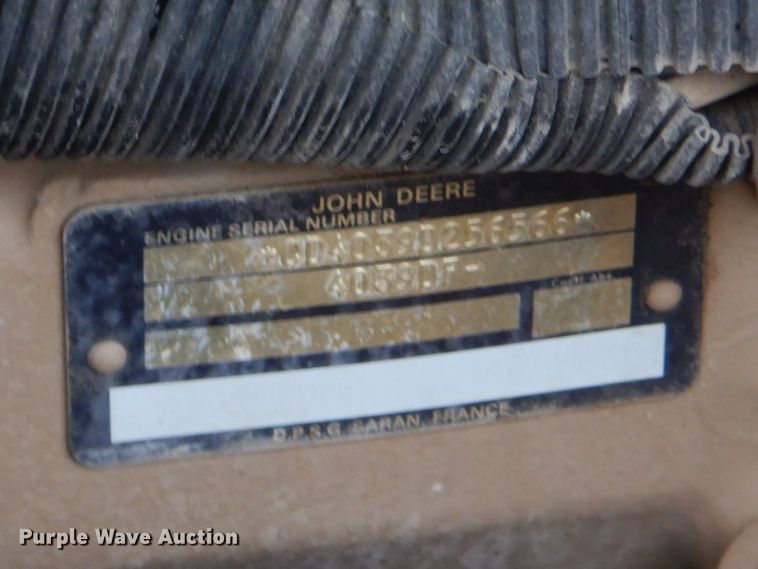 JOHN DEERE
ENGINE SERIAL NUMBER
*CD4039D256566*
4039DF-
D.P.S.G. SARAN, FRANCE
Purple Wave Auction